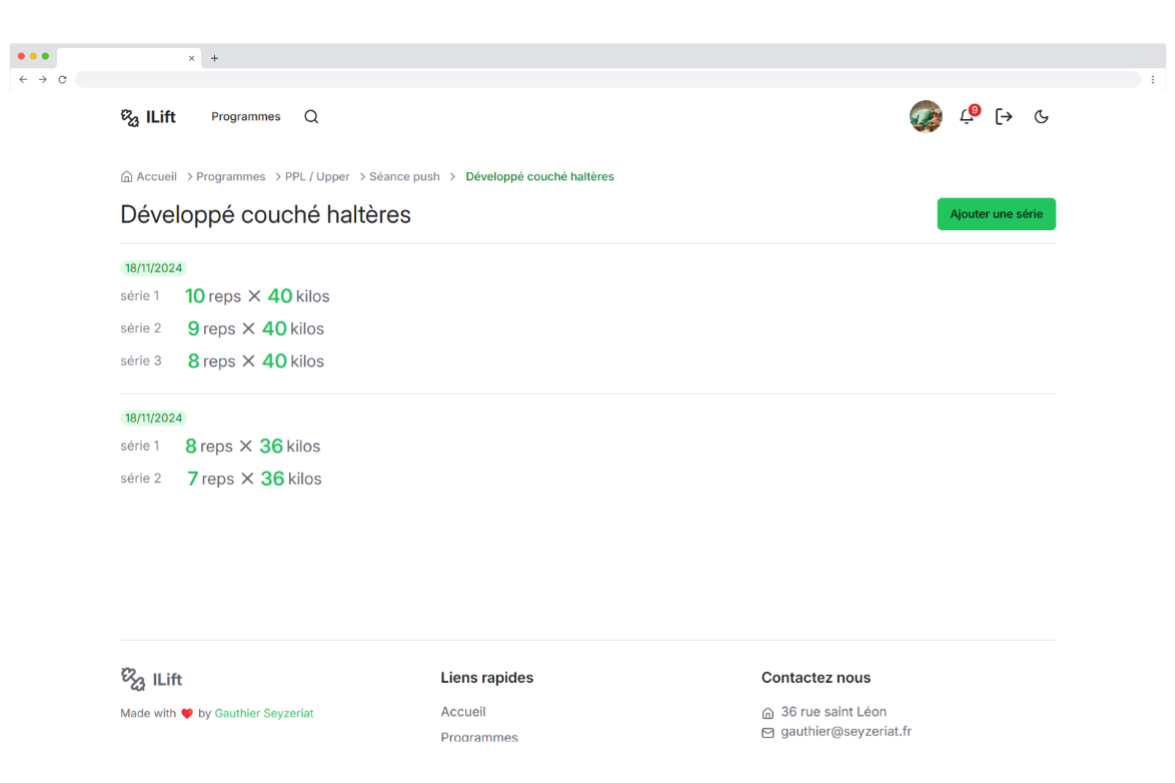 ILift Programmes 9
Accueil > Programmes > PPL / Upper > Séance push > Développé couché haltères
Développé couché haltères
Ajouter une série
18/11/2024
série 1 10 reps × 40 kilos
série 2 9 reps × 40 kilos
série 3 8 reps × 40 kilos
18/11/2024
série 1 8 reps × 36 kilos
série 2 7 reps × 36 kilos
ILift
Made with ❤ by Gauthier Seyzeriat
Liens rapides
Accueil
Programmes
Contactez nous
36 rue saint Léon
gauthier@seyzeriat.fr